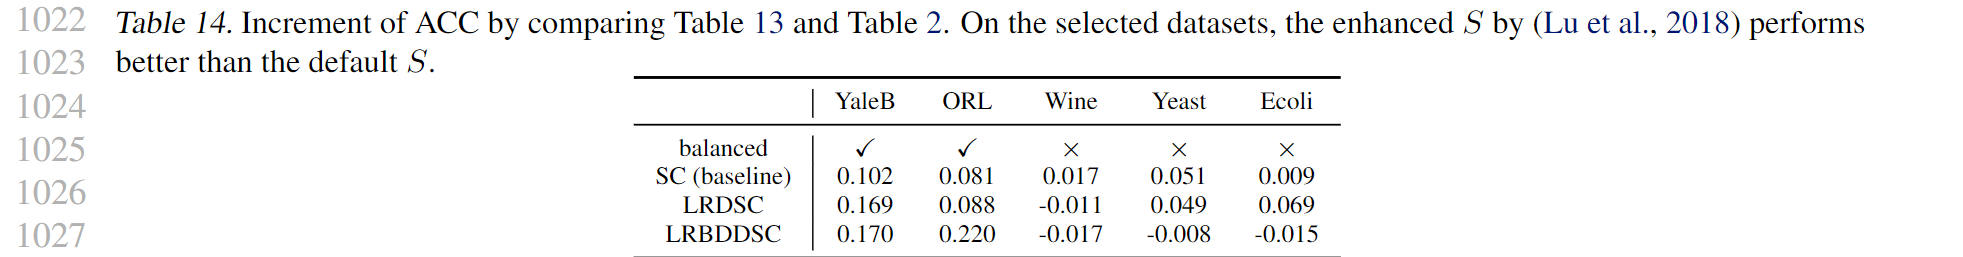 1022 Table 14. Increment of ACC by comparing Table 13 and Table 2. On the selected datasets, the enhanced S by (Lu et al., 2018) performs
1023 better than the default S.
1024 YaleB ORL Wine Yeast Ecoli
1025 balanced ✓ ✓ × × ×
SC (baseline) 0.102 0.081 0.017 0.051 0.009
1026 LRDSC 0.169 0.088 -0.011 0.049 0.069
1027 LRBDDSC 0.170 0.220 -0.017 -0.008 -0.015